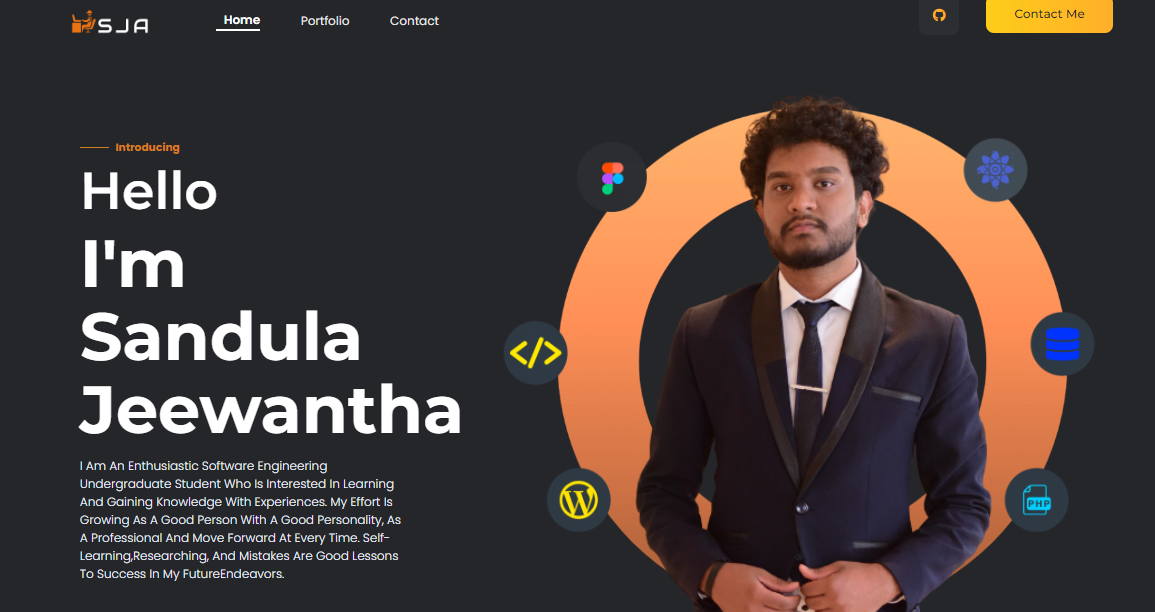 SJA
Home
Portfolio
Contact
Contact Me
Introducing
Hello
I'm
Sandula
Jeewantha
I Am An Enthusiastic Software Engineering
Undergraduate Student Who Is Interested In Learning
And Gaining Knowledge With Experiences. My Effort Is
Growing As A Good Person With A Good Personality, As
A Professional And Move Forward At Every Time. Self-
Learning,Researching, And Mistakes Are Good Lessons
To Success In My FutureEndeavors.
</>
W
PHP